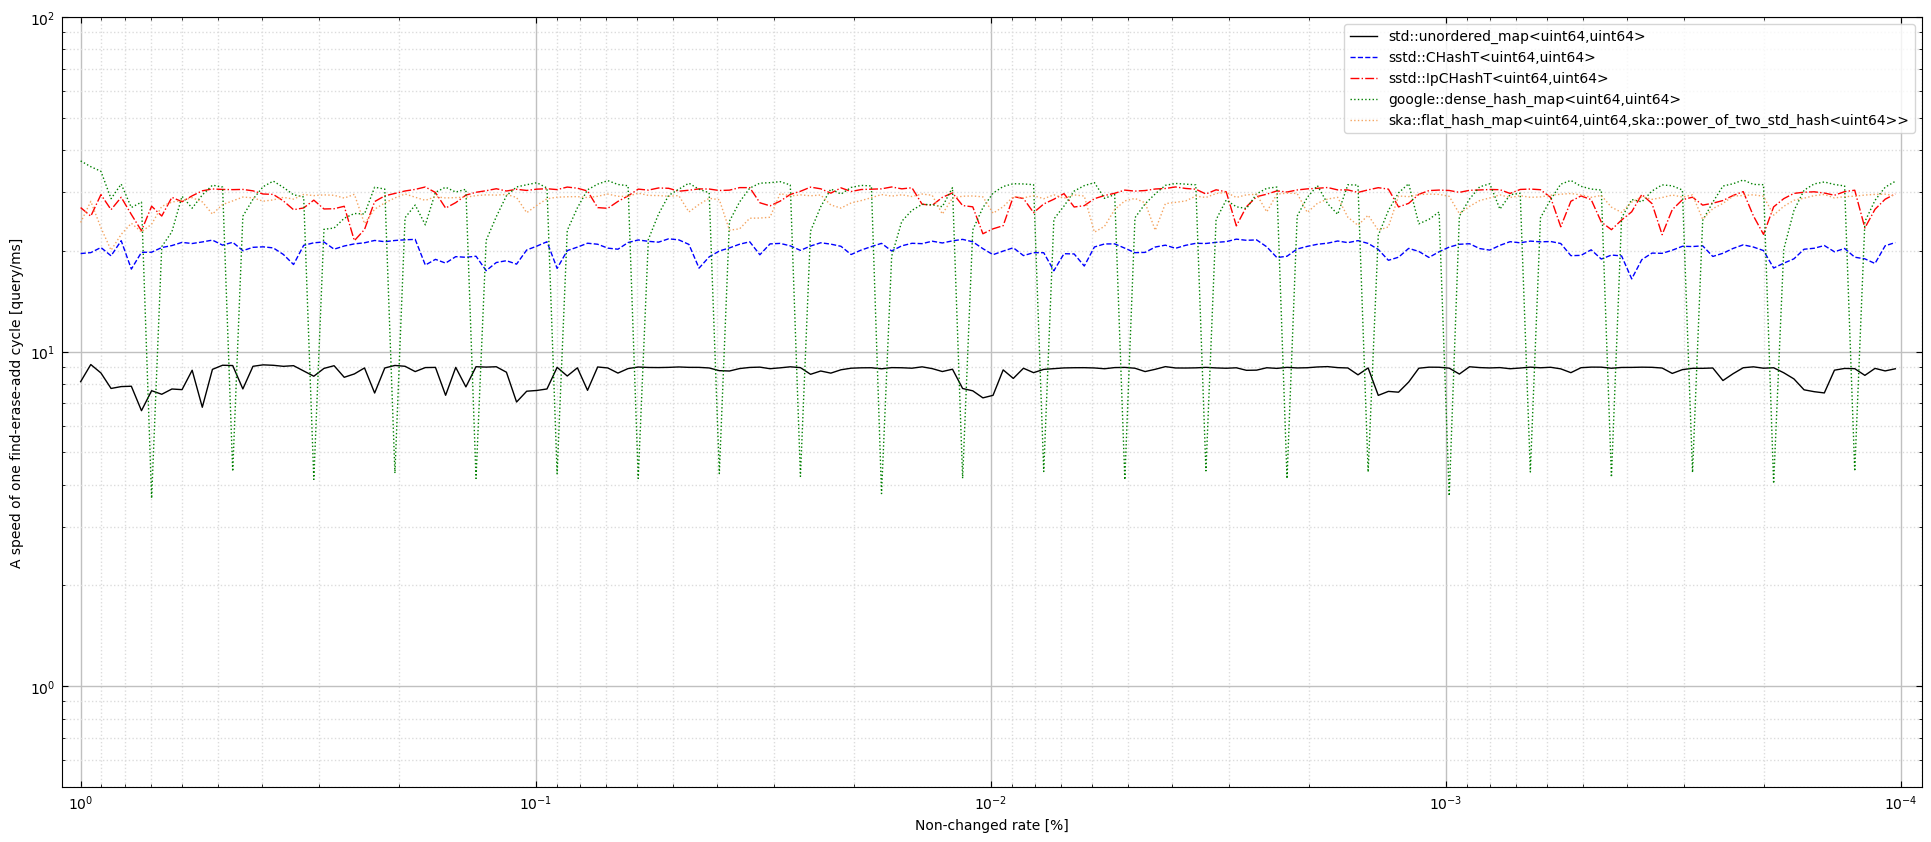 A speed of one find-erase-add cycle [query/ms]
10²
10¹
10⁰
std::unordered_map<uint64,uint64>
sstd::CHashT<uint64,uint64>
sstd::IpCHashT<uint64,uint64>
google::dense_hash_map<uint64,uint64>
ska::flat_hash_map<uint64,uint64,ska::power_of_two_std_hash<uint64>>
10⁰ 10⁻¹ 10⁻² 10⁻³ 10⁻⁴
Non-changed rate [%]